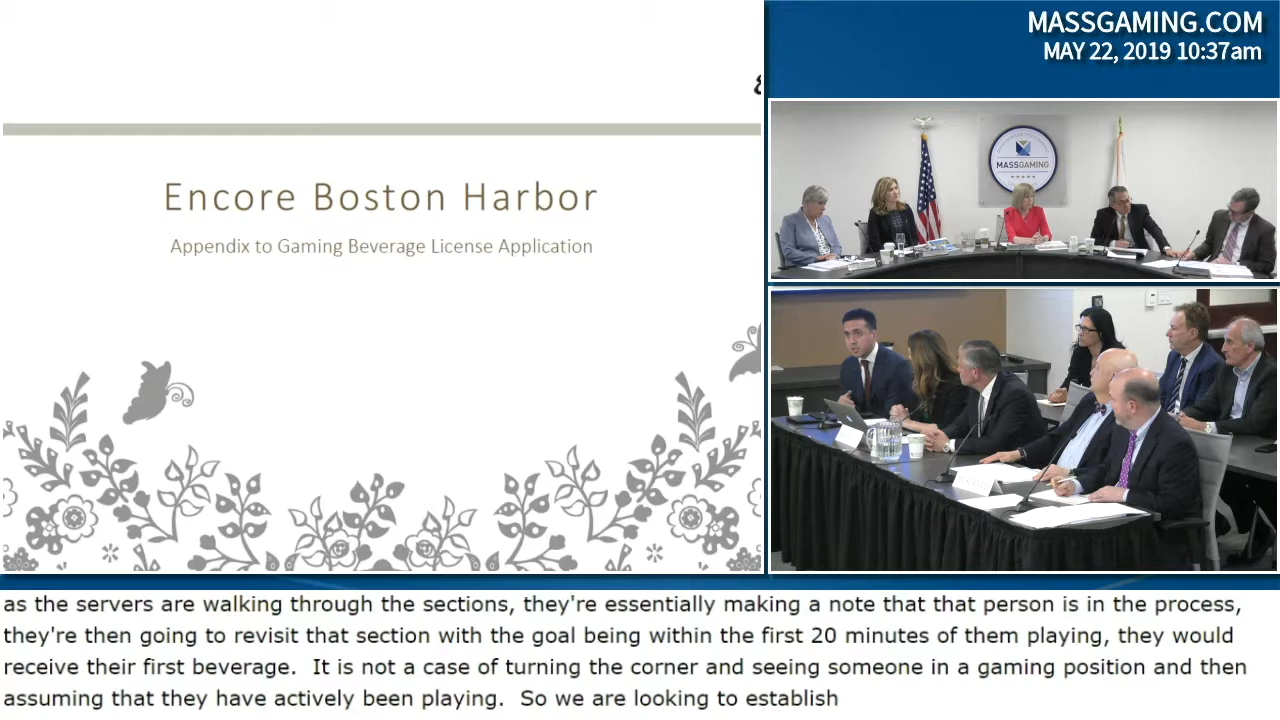 MASSGAMING.COM
MAY 22, 2019 10:37am
Encore Boston Harbor
Appendix to Gaming Beverage License Application
MASSGAMING
as the servers are walking through the sections, they're essentially making a note that that person is in the process,
they're then going to revisit that section with the goal being within the first 20 minutes of them playing, they would
receive their first beverage.  It is not a case of turning the corner and seeing someone in a gaming position and then
assuming that they have actively been playing.  So we are looking to establish